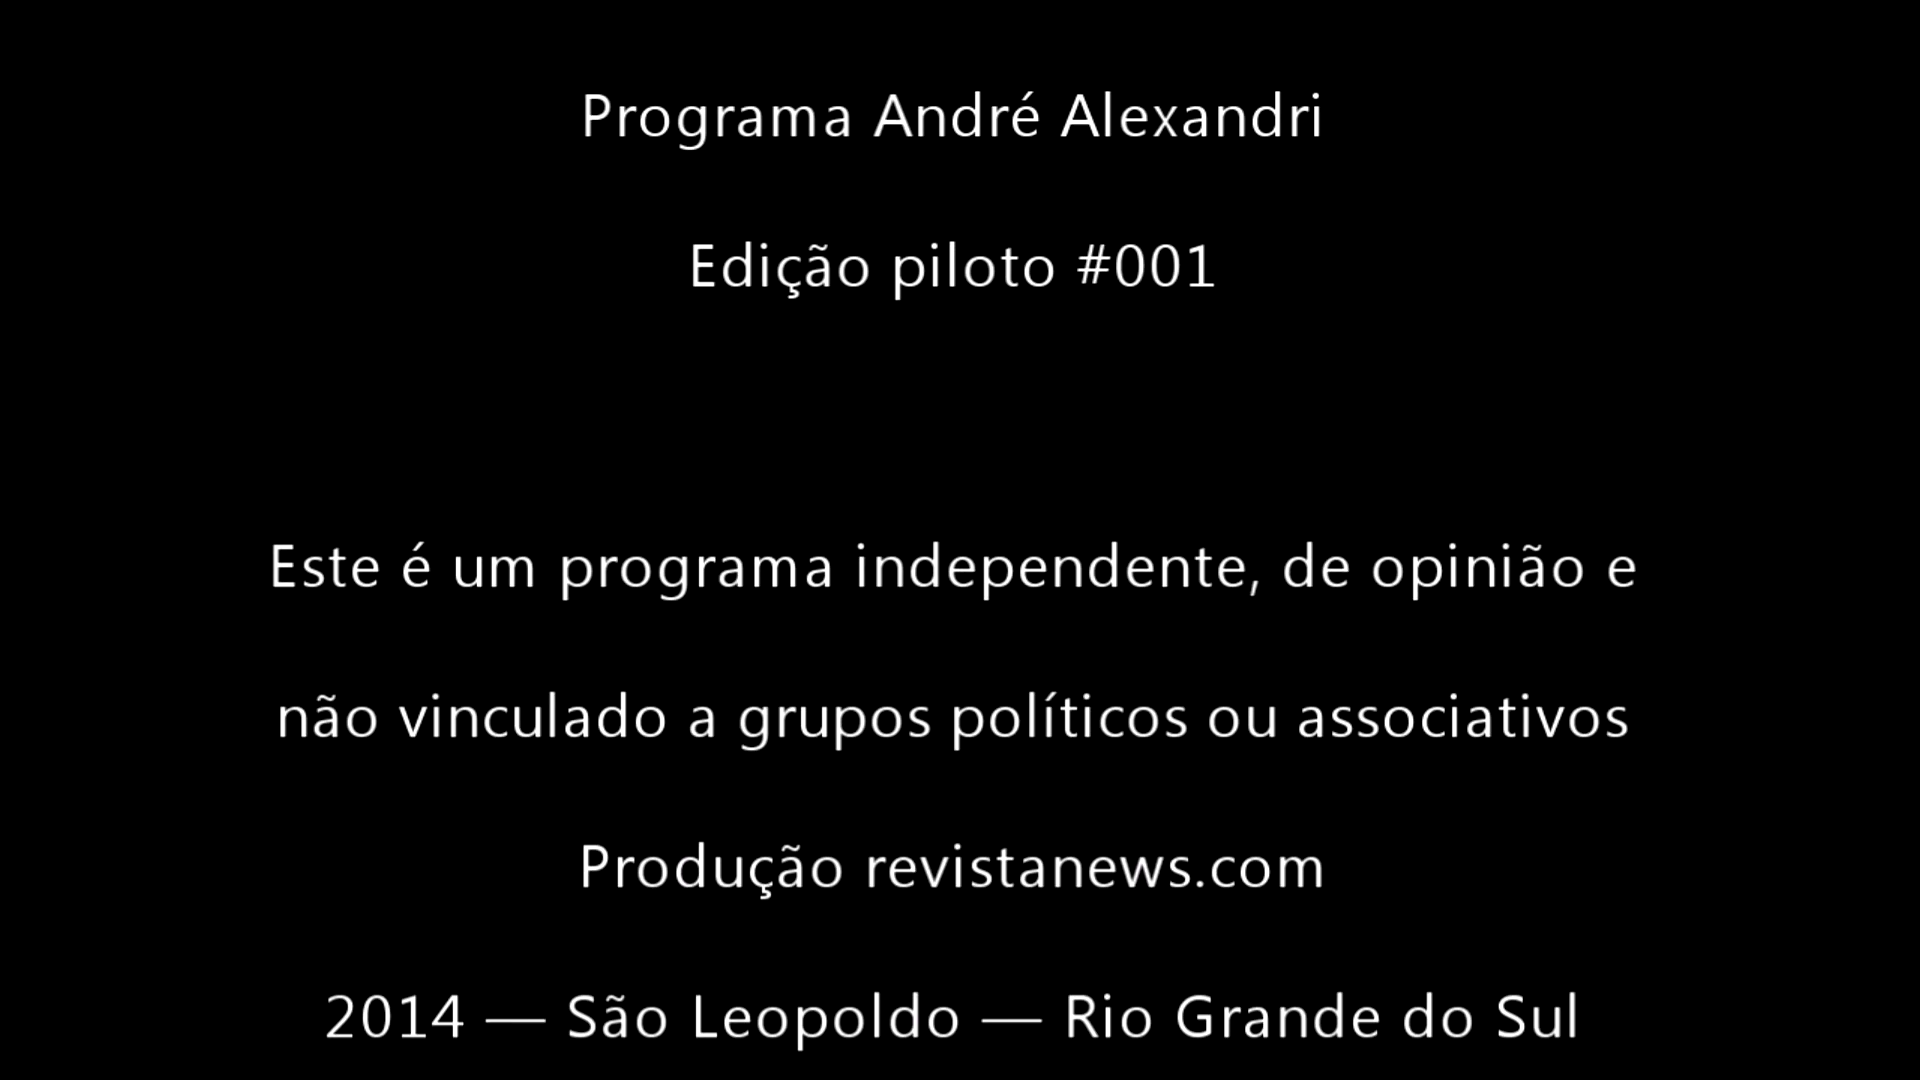 Programa André Alexandri
Edição piloto #001
Este é um programa independente, de opinião e
não vinculado a grupos políticos ou associativos
Produção revistanews.com
2014 — São Leopoldo — Rio Grande do Sul